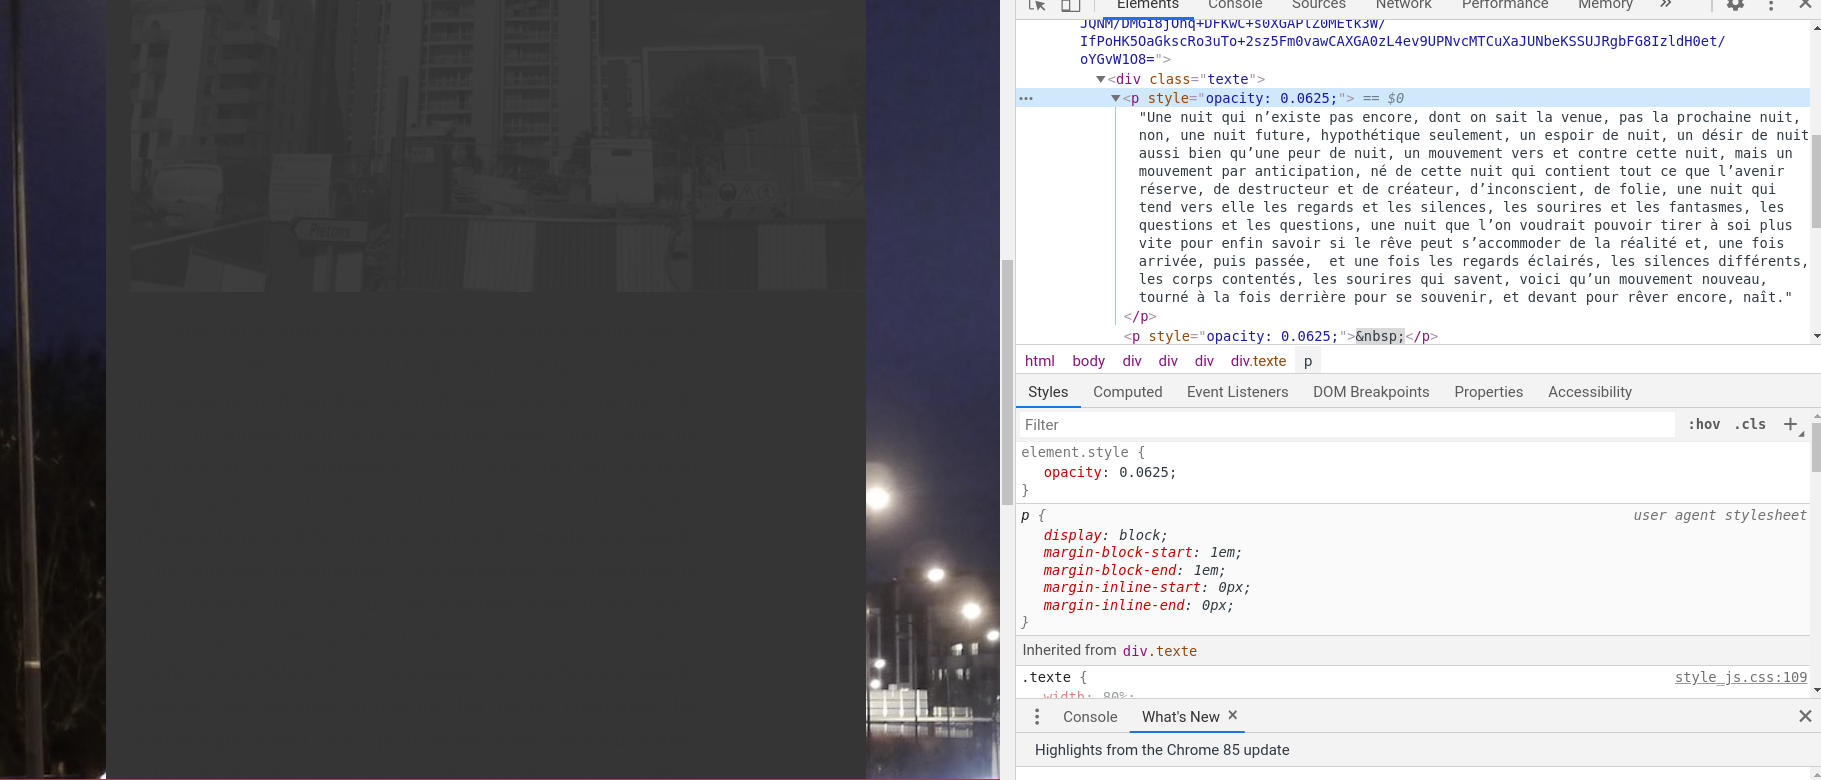 Elements Console Sources Network Performance Memory »
JQNM/DMGi8jUhq+DFKwC+s0XGAPlZ0MEtk3W/
IfPoHK5OaGkscRo3uTo+2sz5Fm0vawCAXGA0zL4ev9UPNvcMTCuXaJUNbeKSSUJRgbFG8IzldH0et/
oYGvW1O8=">
<div class="texte">
<p style="opacity: 0.0625;"> == $0
"Une nuit qui n’existe pas encore, dont on sait la venue, pas la prochaine nuit,
non, une nuit future, hypothétique seulement, un espoir de nuit, un désir de nuit
aussi bien qu’une peur de nuit, un mouvement vers et contre cette nuit, mais un
mouvement par anticipation, né de cette nuit qui contient tout ce que l’avenir
réserve, de destructeur et de créateur, d’inconscient, de folie, une nuit qui
tend vers elle les regards et les silences, les sourires et les fantasmes, les
questions et les questions, une nuit que l’on voudrait pouvoir tirer à soi plus
vite pour enfin savoir si le rêve peut s’accommoder de la réalité et, une fois
arrivée, puis passée,  et une fois les regards éclairés, les silences différents,
les corps contentés, les sourires qui savent, voici qu’un mouvement nouveau,
tourné à la fois derrière pour se souvenir, et devant pour rêver encore, naît."
</p>
<p style="opacity: 0.0625;">&nbsp;</p>
html body div div div div.texte p
Styles Computed Event Listeners DOM Breakpoints Properties Accessibility
Filter :hov .cls +
element.style {
opacity: 0.0625;
}
p { user agent stylesheet
display: block;
margin-block-start: 1em;
margin-block-end: 1em;
margin-inline-start: 0px;
margin-inline-end: 0px;
}
Inherited from div.texte
.texte { style_js.css:109
width: 80%;
Console What's New ×
Highlights from the Chrome 85 update
Piétons